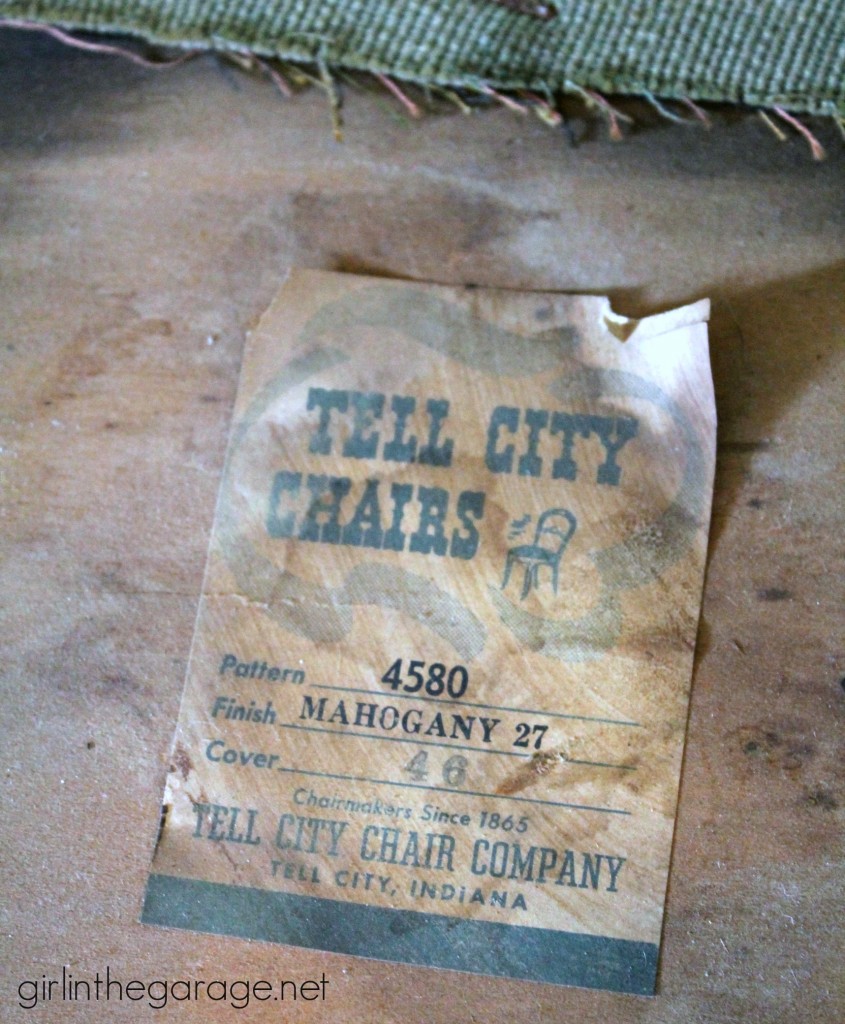 TELL CITY
CHAIRS
Pattern 4580
Finish MAHOGANY 27
Cover 46
Chairmakers Since 1865
TELL CITY CHAIR COMPANY
TELL CITY, INDIANA
girlinthegarage.net